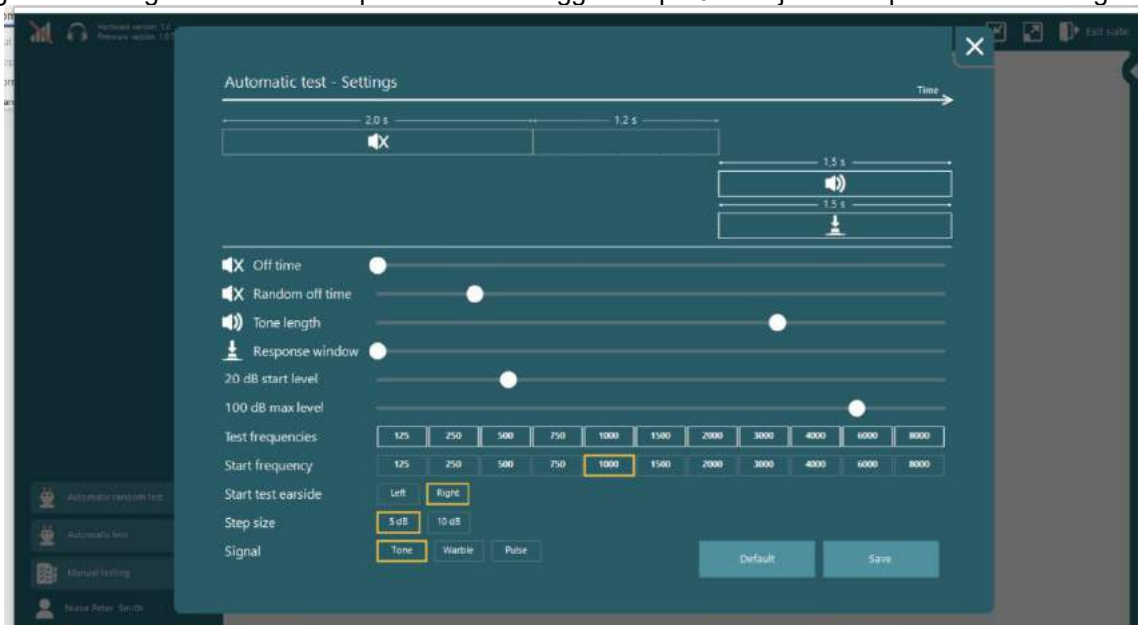 Hardware version: 1.0
Exit suite
Automatic test - Settings
Time
2.0 s 1.2 s
1,5 s
1.5 s
Off time
Random off time
Tone length
Response window
20 dB start level
100 dB max level
Test frequencies 125 250 500 750 1000 1500 2000 3000 4000 6000 8000
Start frequency 125 250 500 750 1000 1500 2000 3000 4000 6000 8000
Start test earside Left Right
Step size 5 dB 10 dB
Signal Tone Warble Pulse
Default Save
Automatic random test
Automatic test
Manual testing
Nurse Peter Smith